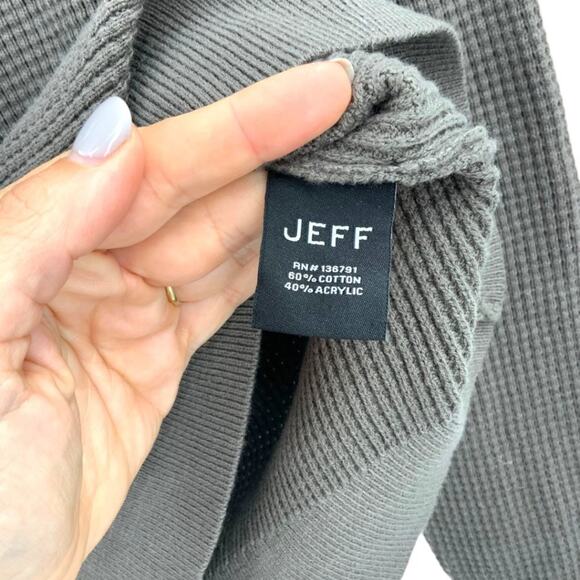 JEFF
RN# 136791
60% COTTON
40% ACRYLIC